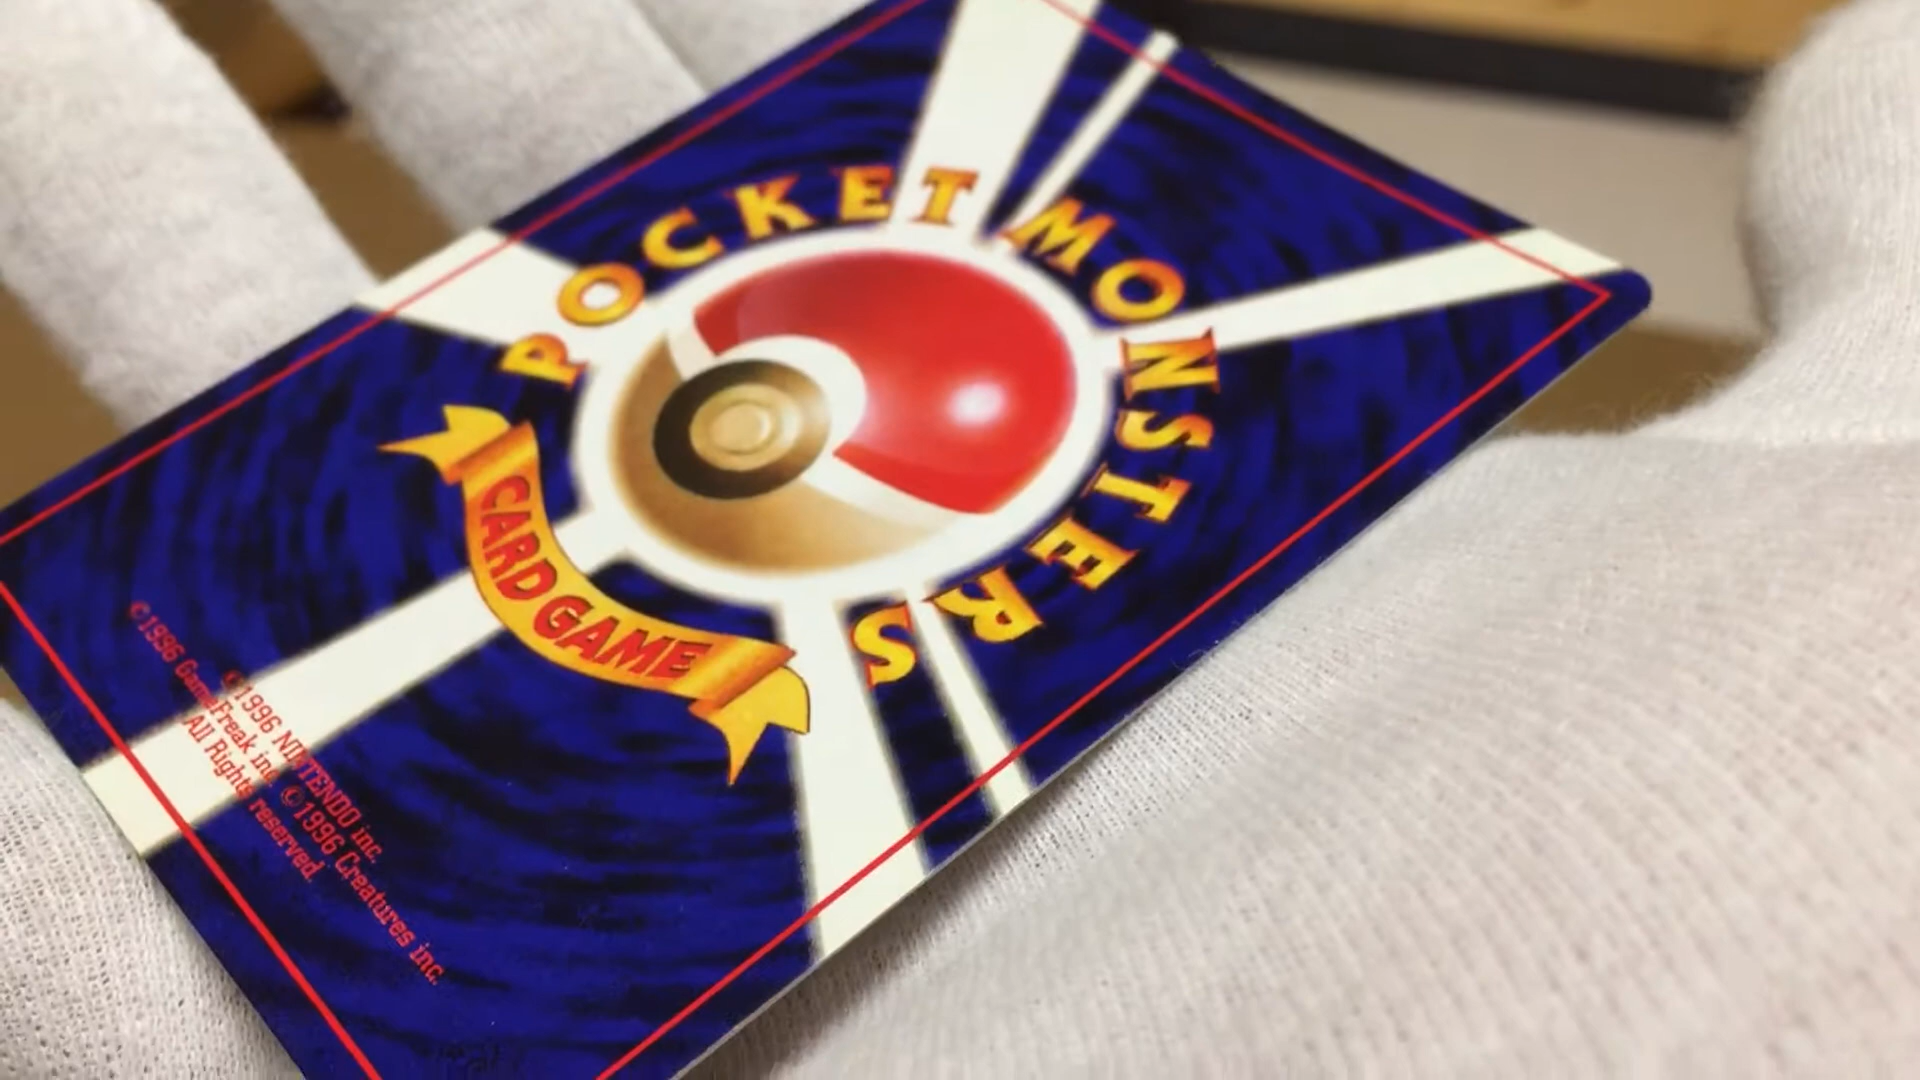 POCKET MONSTERS
CARD GAME
©1996 NINTENDO inc.
©1996 GameFreak inc. ©1996 Creatures inc.
All Rights reserved.